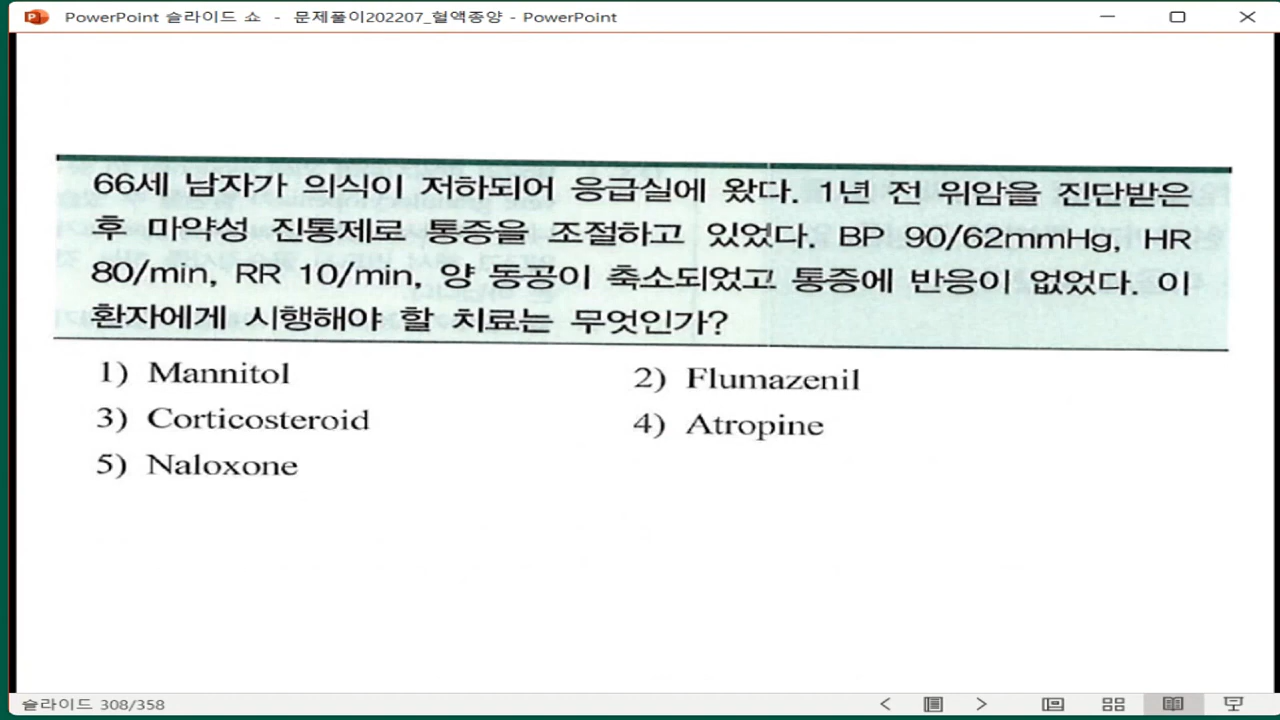 PowerPoint 슬라이드 쇼 - 문제풀이202207_혈액종양 - PowerPoint
66세 남자가 의식이 저하되어 응급실에 왔다. 1년 전 위암을 진단받은
후 마약성 진통제로 통증을 조절하고 있었다. BP 90/62mmHg, HR
80/min, RR 10/min, 양 동공이 축소되었고 통증에 반응이 없었다. 이
환자에게 시행해야 할 치료는 무엇인가?
1) Mannitol 2) Flumazenil
3) Corticosteroid 4) Atropine
5) Naloxone
슬라이드 308/358